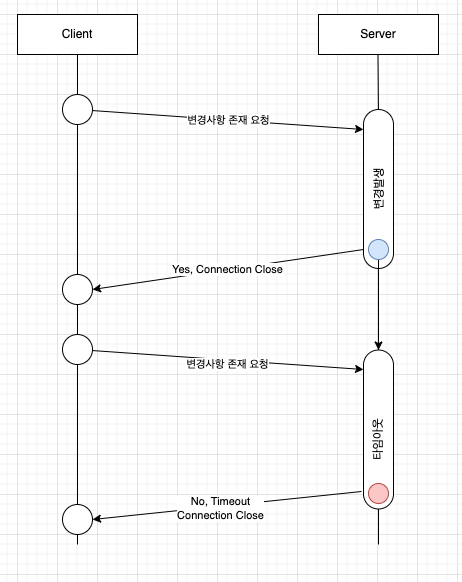 Client
Server
변경사항 존재 요청
변경발생
Yes, Connection Close
변경사항 존재 요청
타임아웃
No, Timeout
Connection Close